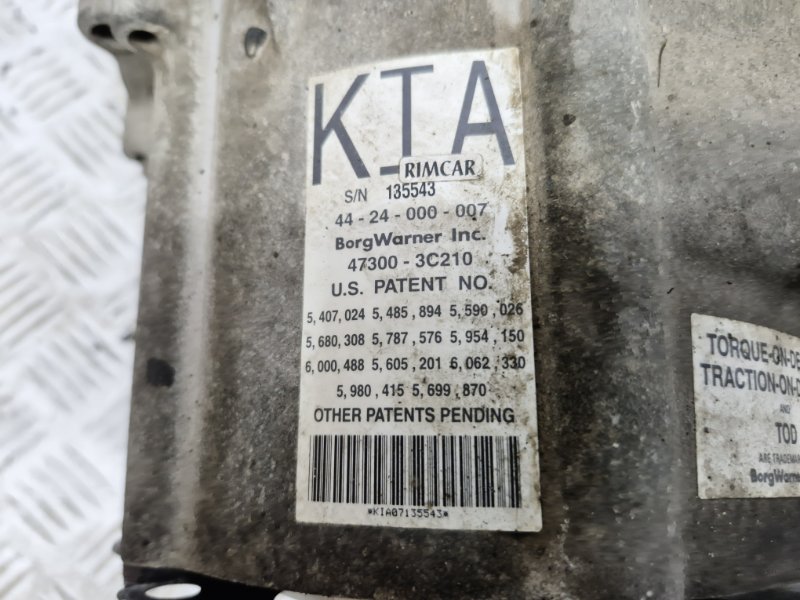 KIA
RIMCAR
S/N 135543
44-24-000-007
BorgWarner Inc.
47300-3C210
U.S. PATENT NO.
5,407,024 5,485,894 5,590,026
5,680,308 5,787,576 5,954,150
6,000,488 5,605,201 6,062,330
5,980,415 5,699,870
OTHER PATENTS PENDING
*KIA07135543*
TORQUE-ON-DE
TRACTION-ON-
AND
TOD
ARE TRADEMA
BorgWarner